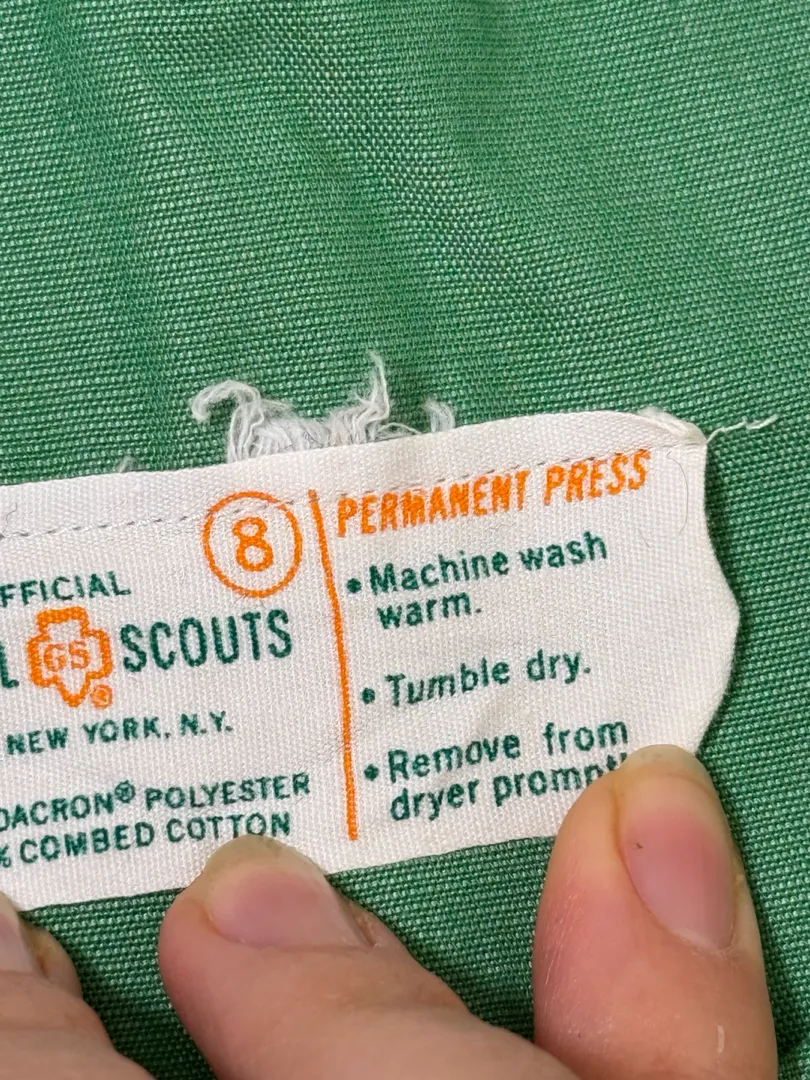 8
FFICIAL
L GS® SCOUTS
NEW YORK, N.Y.
DACRON® POLYESTER
% COMBED COTTON
PERMANENT PRESS
• Machine wash
warm.
• Tumble dry.
• Remove from
dryer prompt